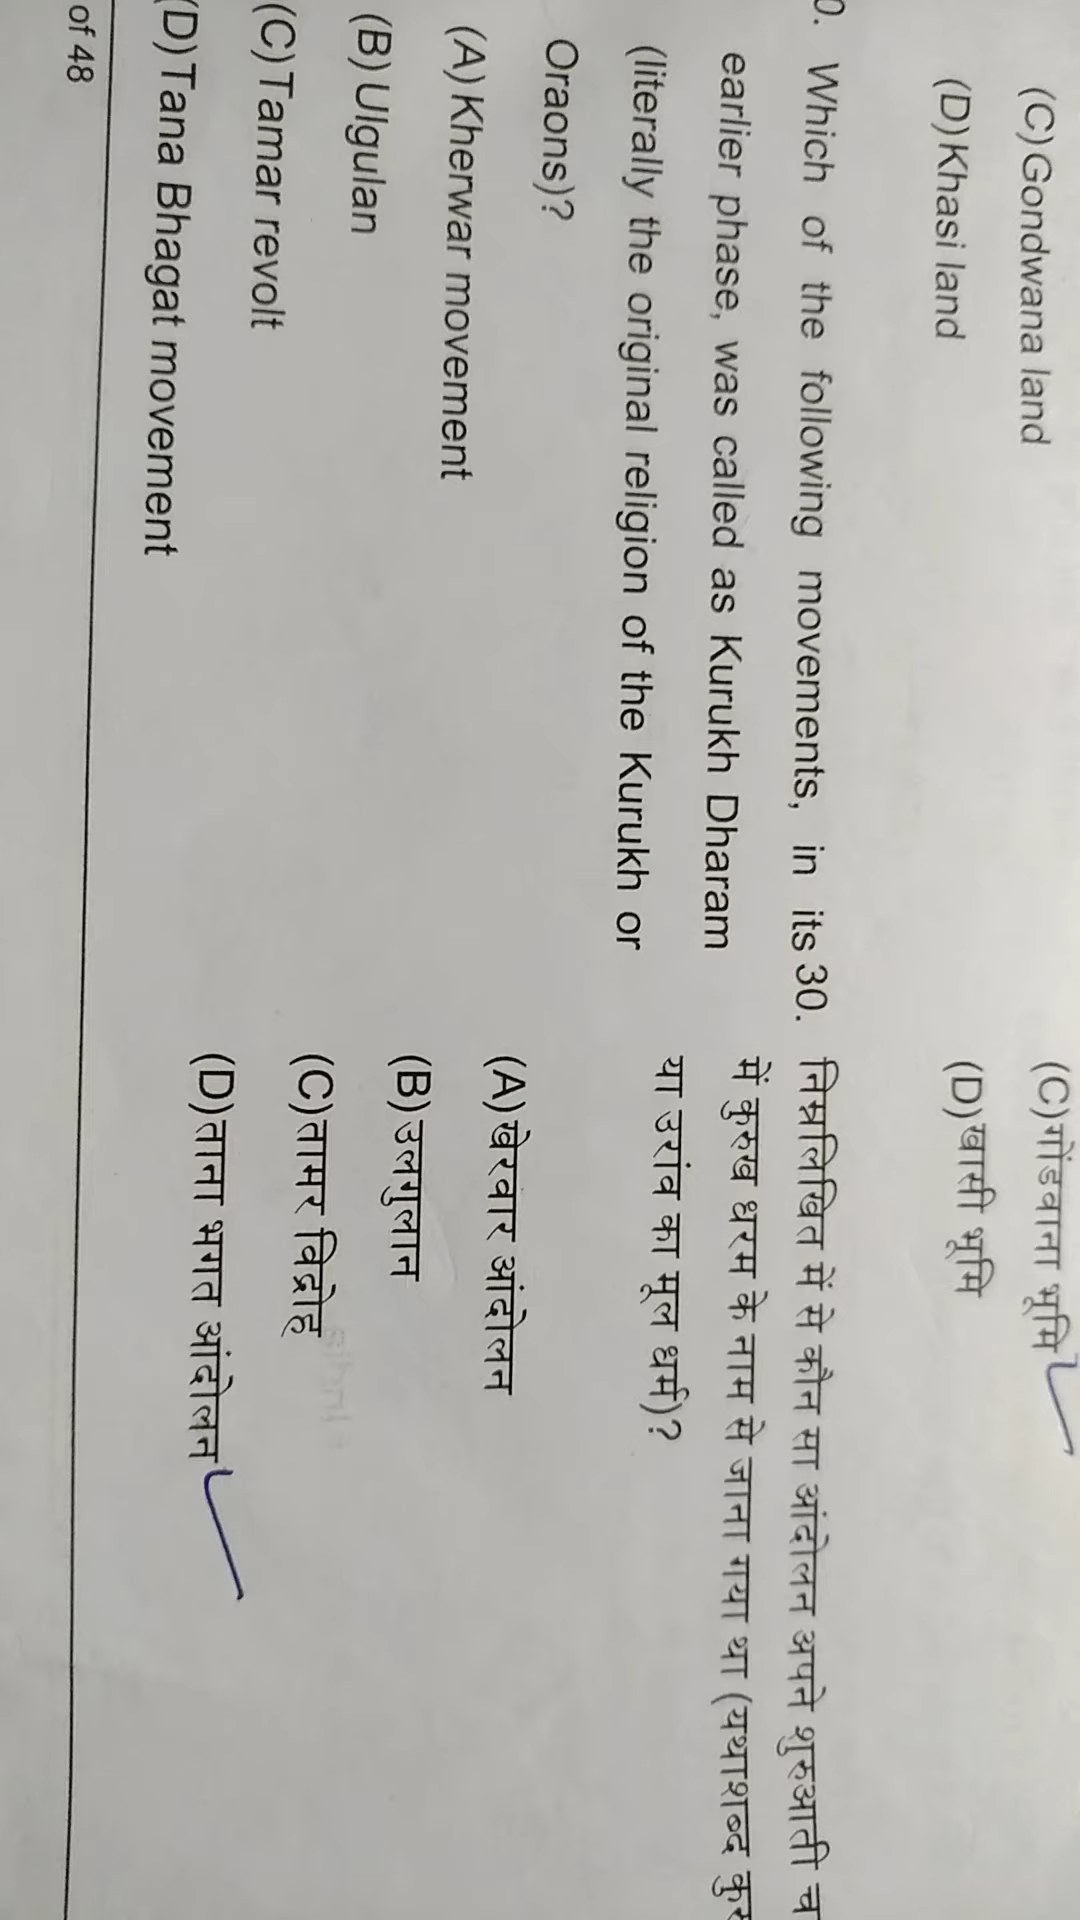 (C) Gondwana land
(D) Khasi land
0. Which of the following movements, in its
earlier phase, was called as Kurukh Dharam
(literally the original religion of the Kurukh or
Oraons)?
(A) Kherwar movement
(B) Ulgulan
(C) Tamar revolt
(D) Tana Bhagat movement
of 48
(C) गोंडवाना भूमि
(D) खासी भूमि
30. निम्नलिखित में से कौन सा आंदोलन अपने शुरुआती च
में कुरुख धरम के नाम से जाना गया था (यथाशब्द कुरु
या उरांव का मूल धर्म)?
(A) खेरवार आंदोलन
(B) उलगुलान
(C) तामर विद्रोह
(D) ताना भगत आंदोलन